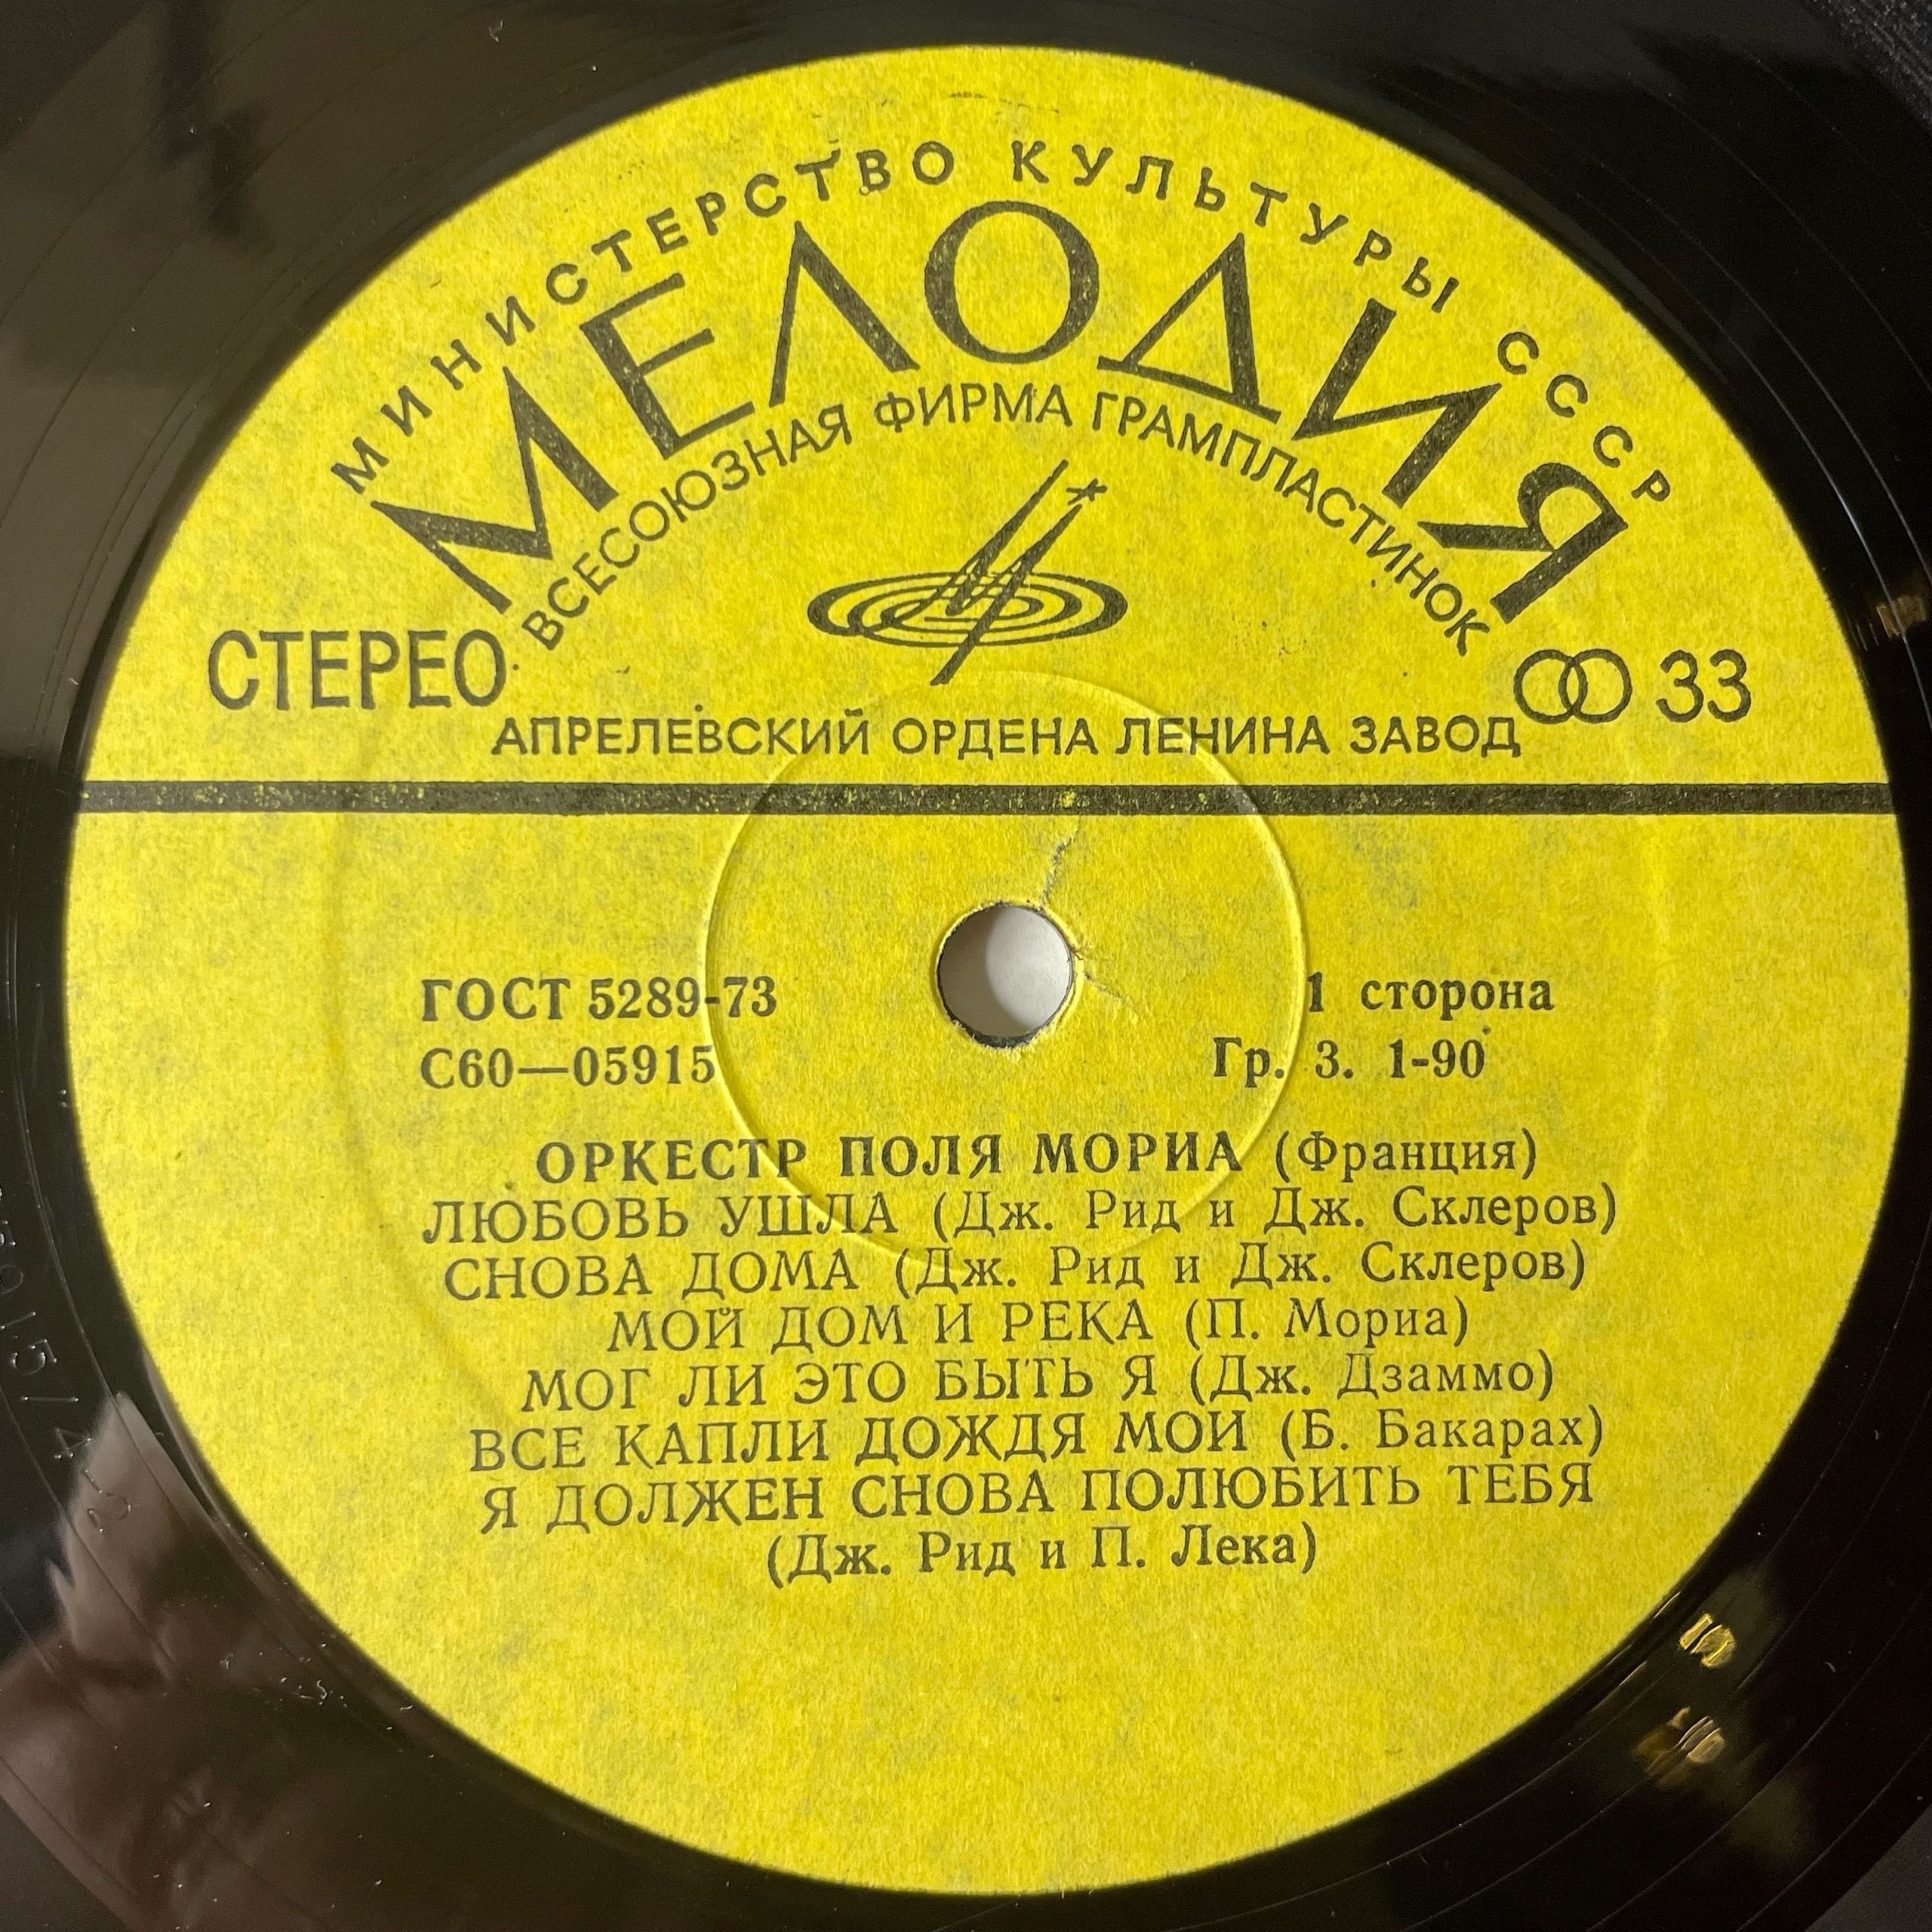 МИНИСТЕРСТВО КУЛЬТУРЫ СССР
МЕЛОДИЯ
ВСЕСОЮЗНАЯ ФИРМА ГРАМПЛАСТИНОК
СТЕРЕО
33
АПРЕЛЕВСКИЙ ОРДЕНА ЛЕНИНА ЗАВОД
ГОСТ 5289-73
1 сторона
С60—05915
Гр. 3. 1-90
ОРКЕСТР ПОЛЯ МОРИА (Франция)
ЛЮБОВЬ УШЛА (Дж. Рид и Дж. Склеров)
СНОВА ДОМА (Дж. Рид и Дж. Склеров)
МОЙ ДОМ И РЕКА (П. Мориа)
МОГ ЛИ ЭТО БЫТЬ Я (Дж. Дзаммо)
ВСЕ КАПЛИ ДОЖДЯ МОИ (Б. Бакарах)
Я ДОЛЖЕН СНОВА ПОЛЮБИТЬ ТЕБЯ
(Дж. Рид и П. Лека)